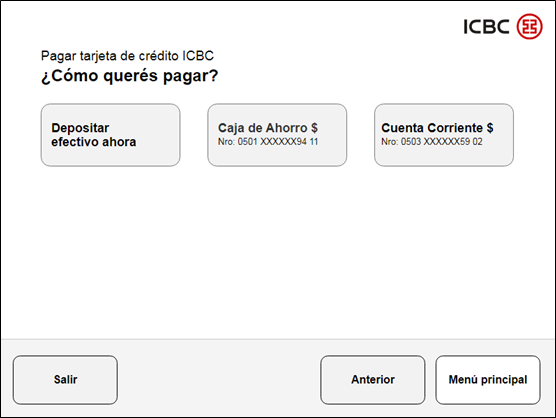 ICBC
Pagar tarjeta de crédito ICBC
¿Cómo querés pagar?
Depositar
efectivo ahora
Caja de Ahorro $
Nro: 0501 XXXXXX94 11
Cuenta Corriente $
Nro: 0503 XXXXXX59 02
Salir
Anterior
Menú principal